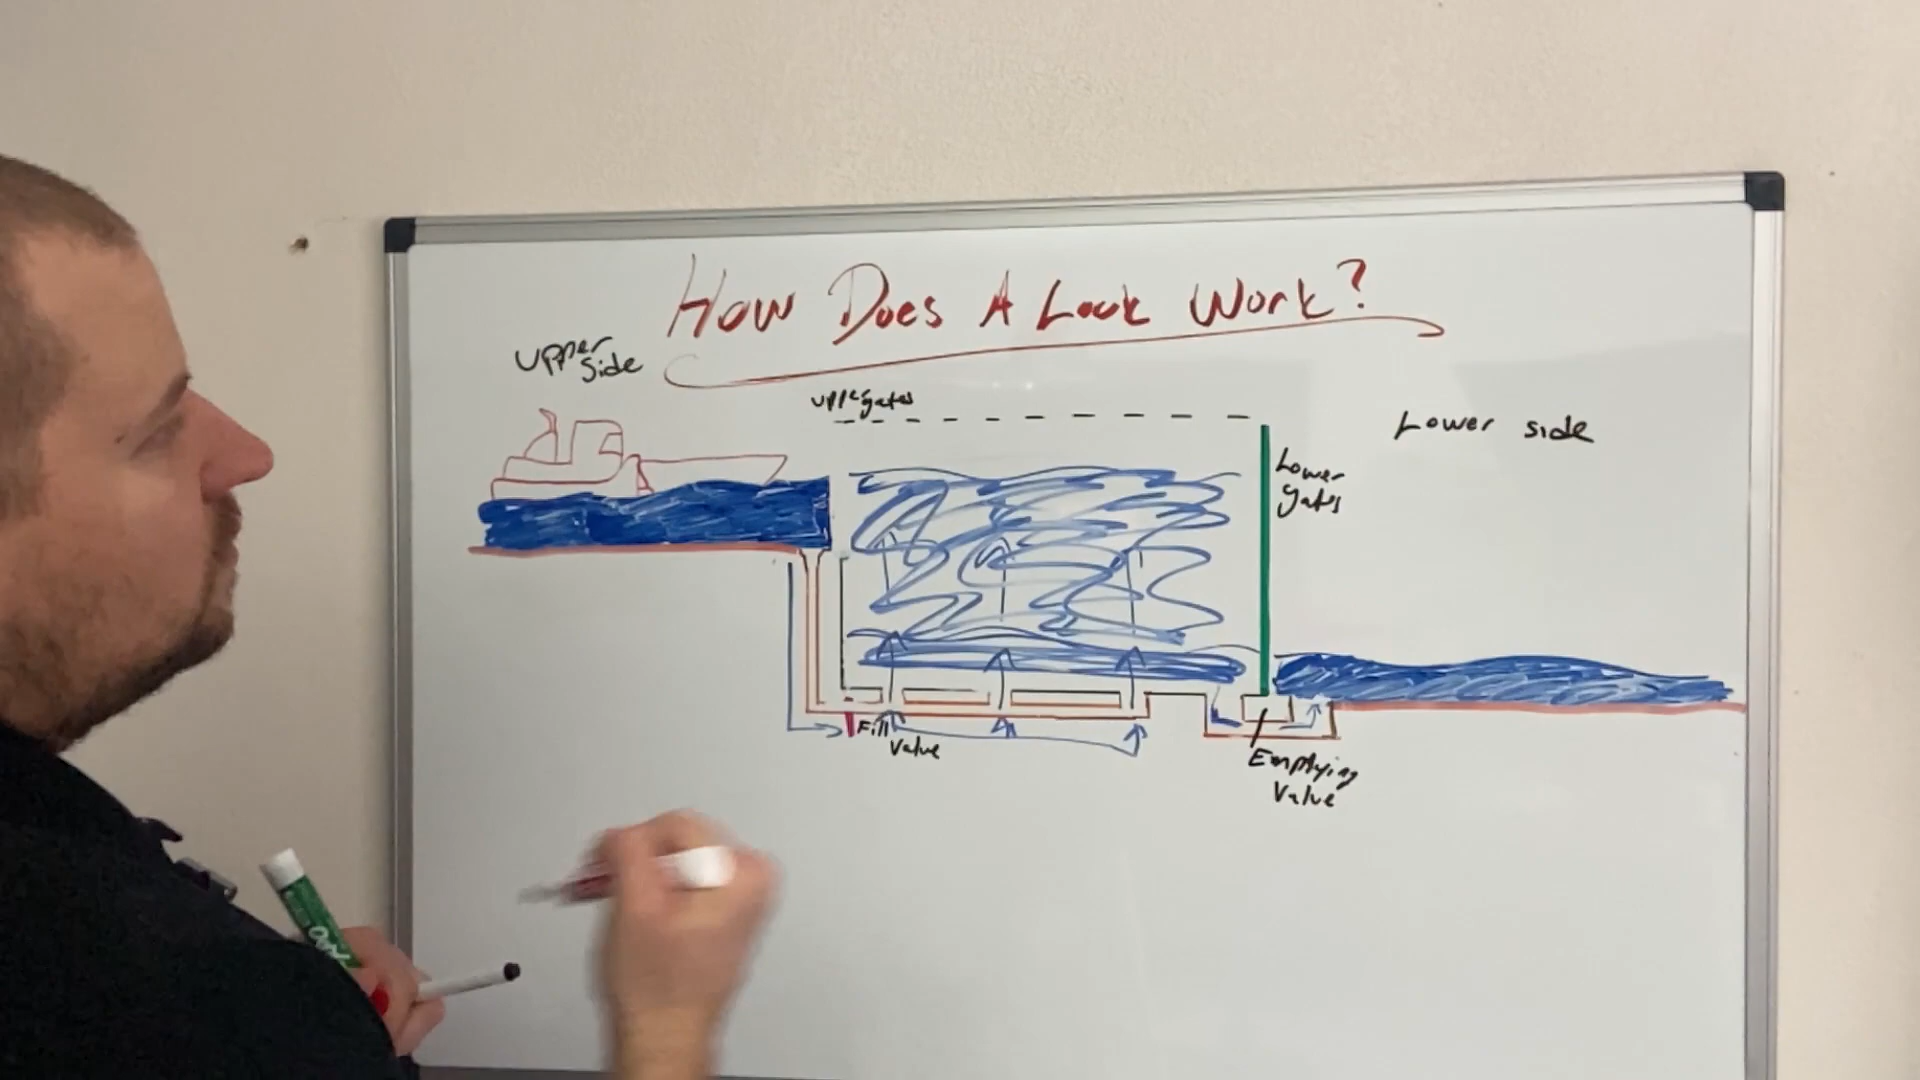 How Does A Lock Work?
Upper
Side
upper gates
Lower side
Lower
gates
Fill
Valve
Emptying
Valve